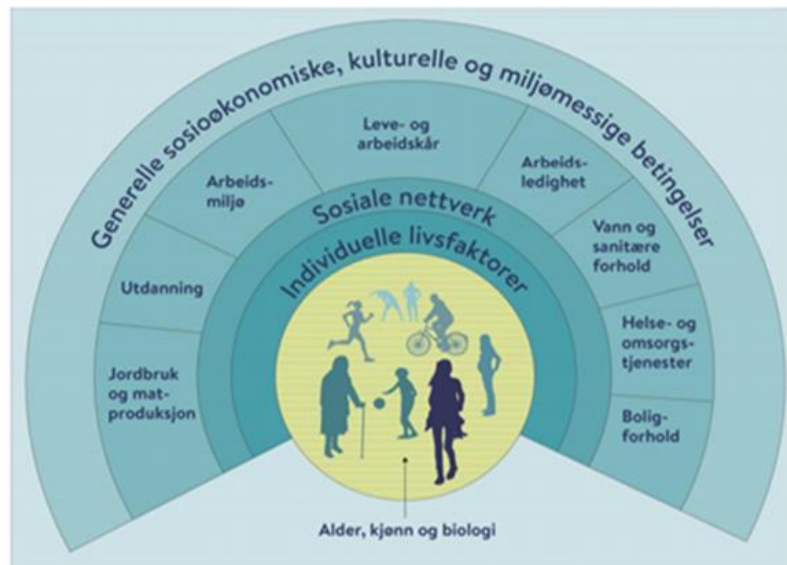 Generelle sosioøkonomiske, kulturelle og miljømessige betingelser
Jordbruk
og mat-
produksjon
Utdanning
Arbeids-
miljø
Leve- og
arbeidskår
Arbeids-
ledighet
Vann og
sanitære
forhold
Helse- og
omsorgs-
tjenester
Bolig-
forhold
Sosiale nettverk
Individuelle livsfaktorer
Alder, kjønn og biologi